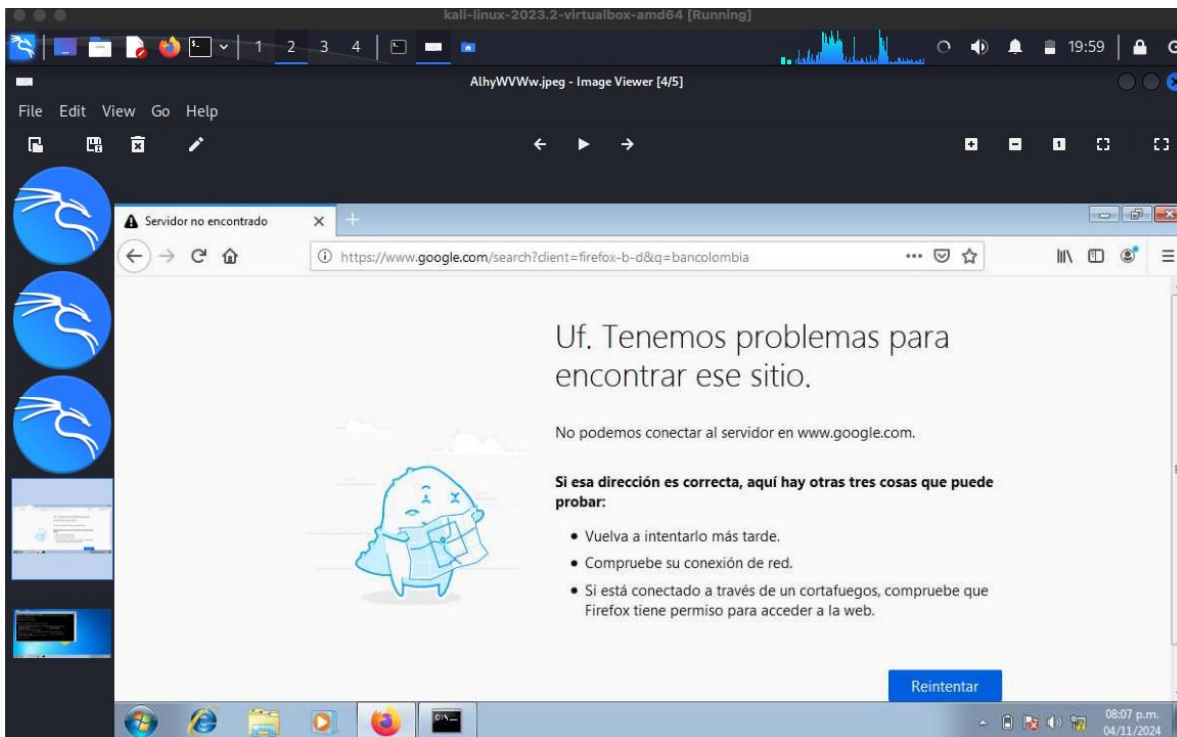 kali-linux-2023.2-virtualbox-amd64 [Running]
1 2 3 4
19:59
AlhyWVWw.jpeg - Image Viewer [4/5]
File Edit View Go Help
Servidor no encontrado
https://www.google.com/search?client=firefox-b-d&q=bancolombia
Uf. Tenemos problemas para
encontrar ese sitio.
No podemos conectar al servidor en www.google.com.
Si esa dirección es correcta, aquí hay otras tres cosas que puede
probar:
• Vuelva a intentarlo más tarde.
• Compruebe su conexión de red.
• Si está conectado a través de un cortafuegos, compruebe que
Firefox tiene permiso para acceder a la web.
Reintentar
08:07 p.m.
04/11/2024